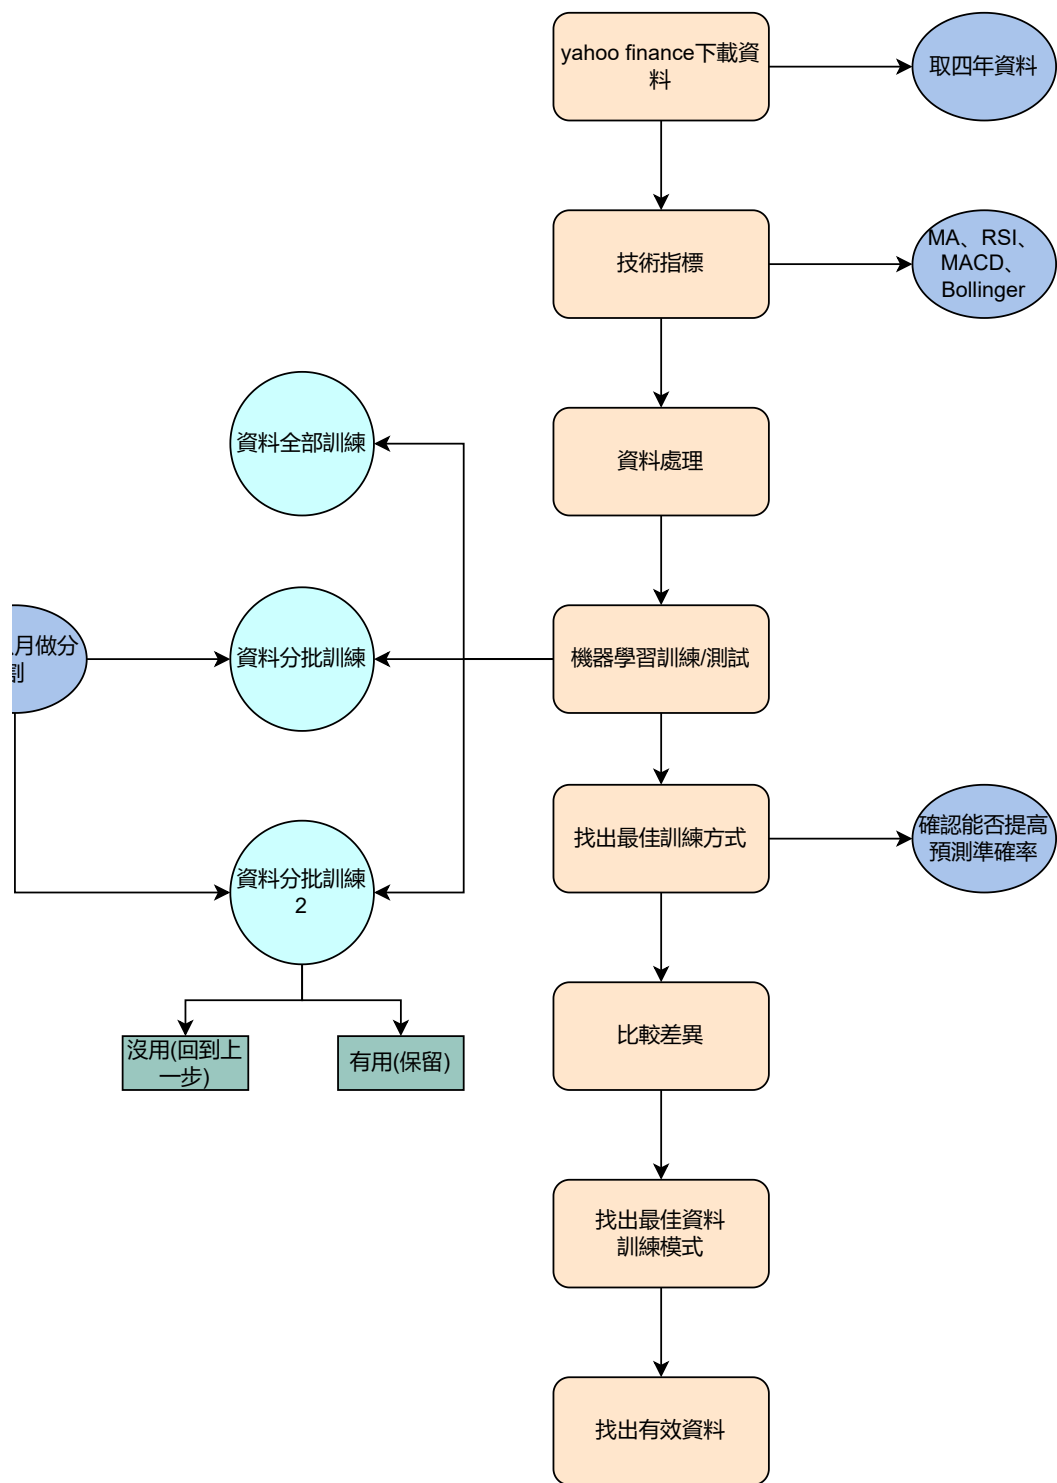 yahoo finance下載資
料
取四年資料
技術指標
MA、RSI、
MACD、
Bollinger
資料處理
資料全部訓練
月做分
割
資料分批訓練
機器學習訓練/測試
找出最佳訓練方式
確認能否提高
預測準確率
資料分批訓練
2
沒用(回到上
一步)
有用(保留)
比較差異
找出最佳資料
訓練模式
找出有效資料